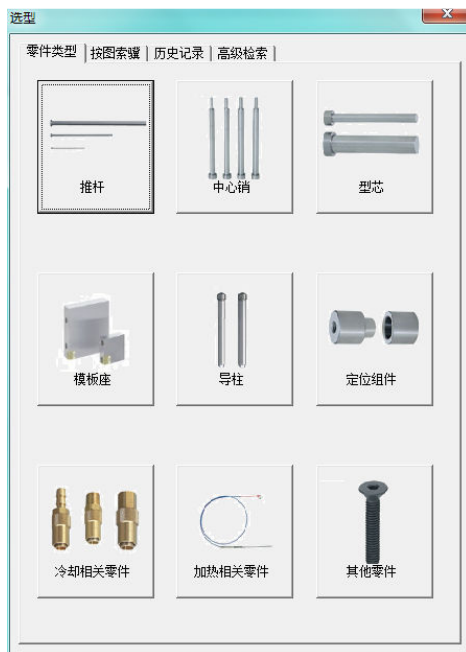 选型
零件类型 按图索骥 历史记录 高级检索
推杆 中心销 型芯
模板座 导柱 定位组件
冷却相关零件 加热相关零件 其他零件